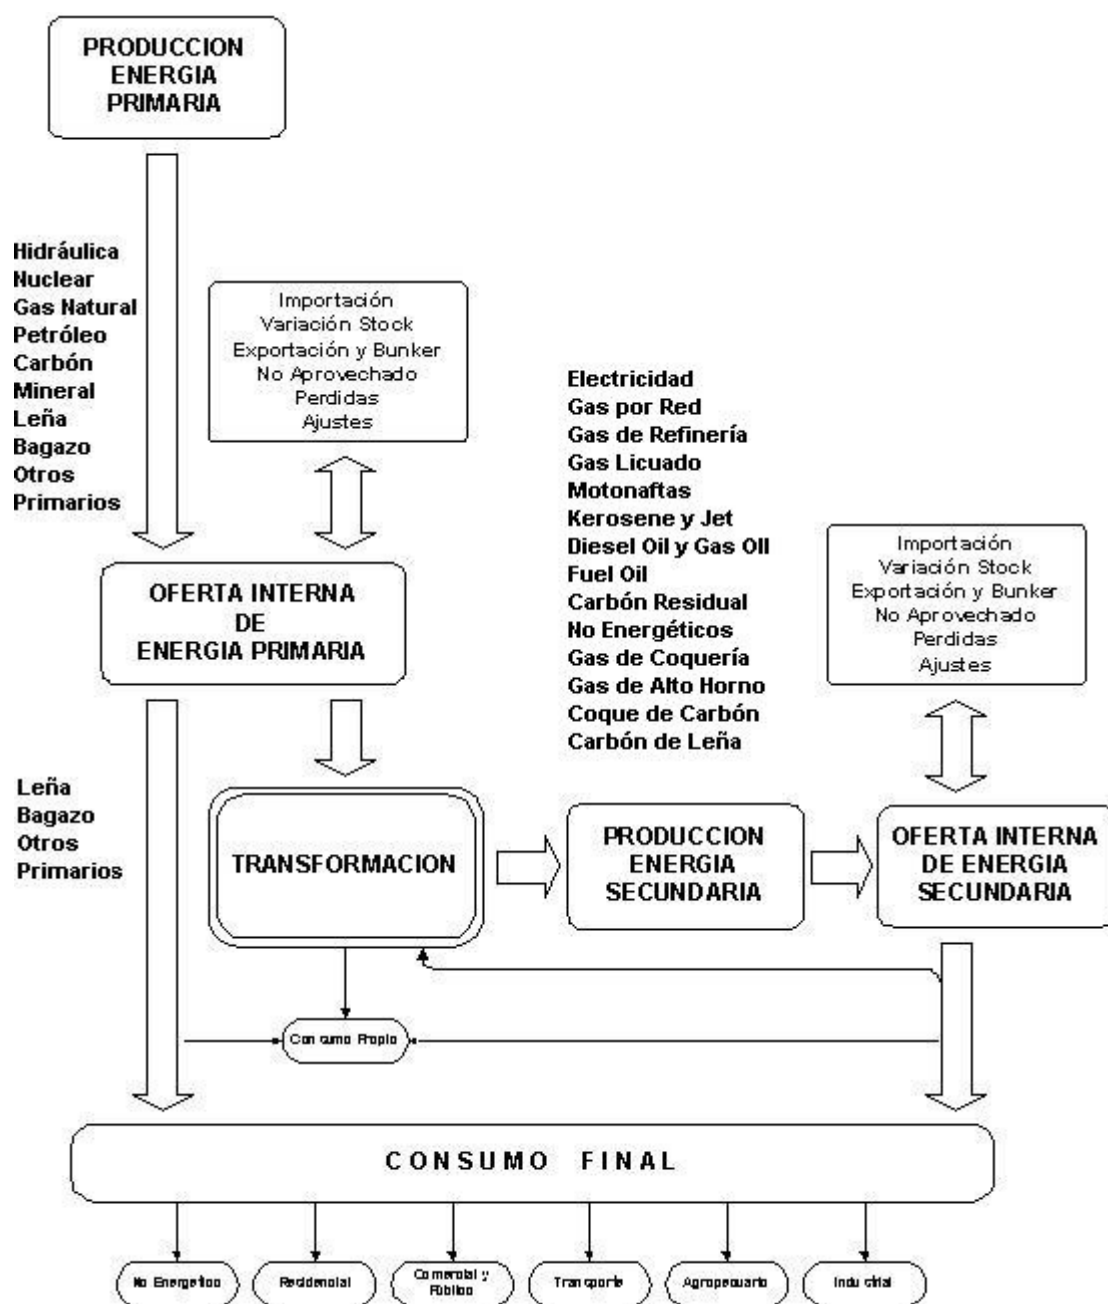 PRODUCCION
ENERGIA
PRIMARIA
Hidráulica
Nuclear
Gas Natural
Petróleo
Carbón
Mineral
Leña
Bagazo
Otros
Primarios
Importación
Variación Stock
Exportación y Bunker
No Aprovechado
Perdidas
Ajustes
OFERTA INTERNA
DE
ENERGIA PRIMARIA
Electricidad
Gas por Red
Gas de Refinería
Gas Licuado
Motonaftas
Kerosene y Jet
Diesel Oil y Gas OIl
Fuel Oil
Carbón Residual
No Energéticos
Gas de Coquería
Gas de Alto Horno
Coque de Carbón
Carbón de Leña
Importación
Variación Stock
Exportación y Bunker
No Aprovechado
Perdidas
Ajustes
Leña
Bagazo
Otros
Primarios
TRANSFORMACION
PRODUCCION
ENERGIA
SECUNDARIA
OFERTA INTERNA
DE ENERGIA
SECUNDARIA
Consumo Propio
CONSUMO FINAL
No Energético
Residencial
Comercial y
Público
Transporte
Agropecuario
Industrial